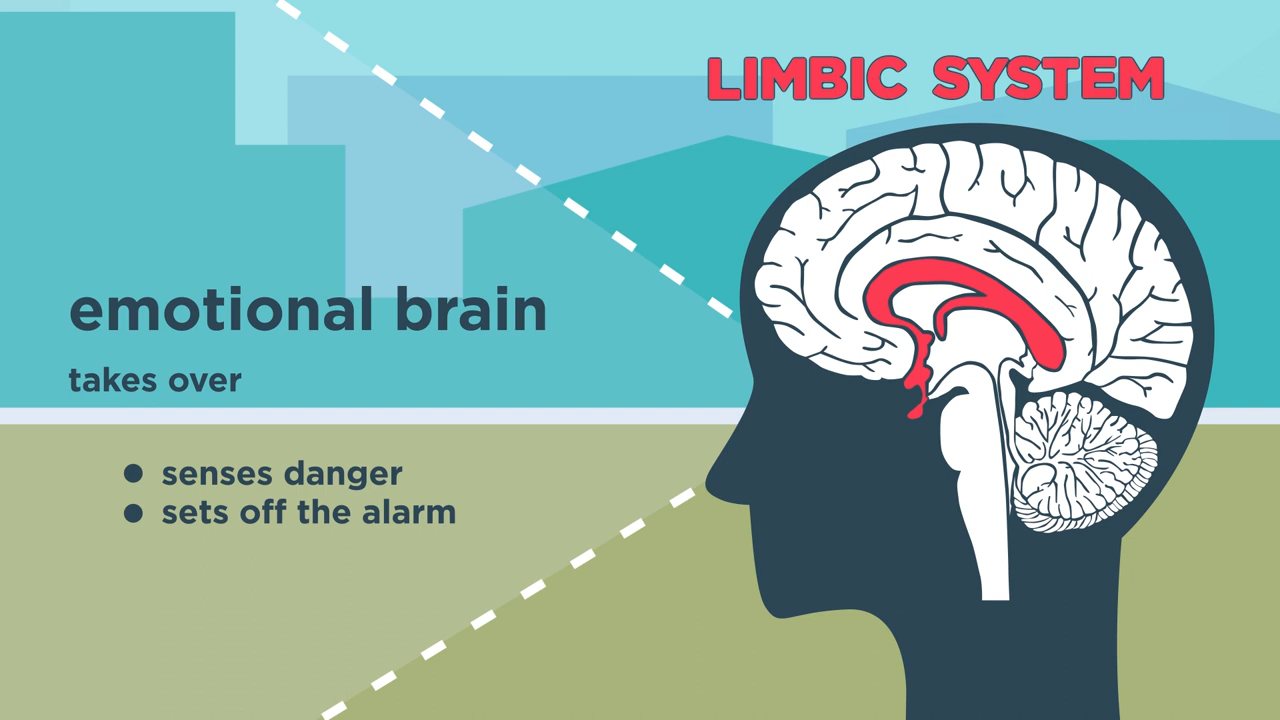 LIMBIC SYSTEM
emotional brain
takes over
● senses danger
● sets off the alarm